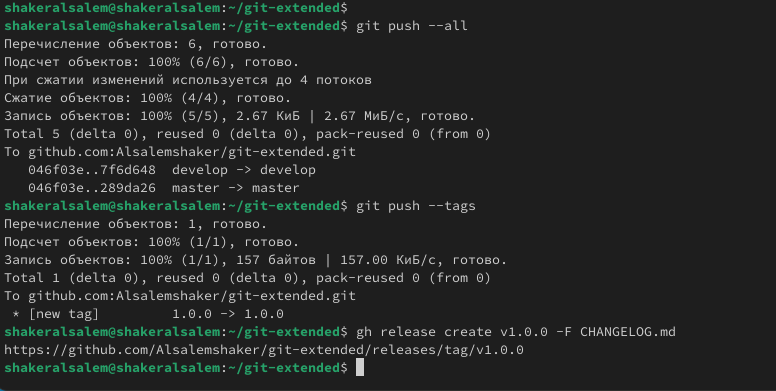 shakeralsalem@shakeralsalem:~/git-extended$
shakeralsalem@shakeralsalem:~/git-extended$ git push --all
Перечисление объектов: 6, готово.
Подсчет объектов: 100% (6/6), готово.
При сжатии изменений используется до 4 потоков
Сжатие объектов: 100% (4/4), готово.
Запись объектов: 100% (5/5), 2.67 КиБ | 2.67 МиБ/с, готово.
Total 5 (delta 0), reused 0 (delta 0), pack-reused 0 (from 0)
To github.com:Alsalemshaker/git-extended.git
   046f03e..7f6d648  develop -> develop
   046f03e..289da26  master -> master
shakeralsalem@shakeralsalem:~/git-extended$ git push --tags
Перечисление объектов: 1, готово.
Подсчет объектов: 100% (1/1), готово.
Запись объектов: 100% (1/1), 157 байтов | 157.00 КиБ/с, готово.
Total 1 (delta 0), reused 0 (delta 0), pack-reused 0 (from 0)
To github.com:Alsalemshaker/git-extended.git
 * [new tag]         1.0.0 -> 1.0.0
shakeralsalem@shakeralsalem:~/git-extended$ gh release create v1.0.0 -F CHANGELOG.md
https://github.com/Alsalemshaker/git-extended/releases/tag/v1.0.0
shakeralsalem@shakeralsalem:~/git-extended$